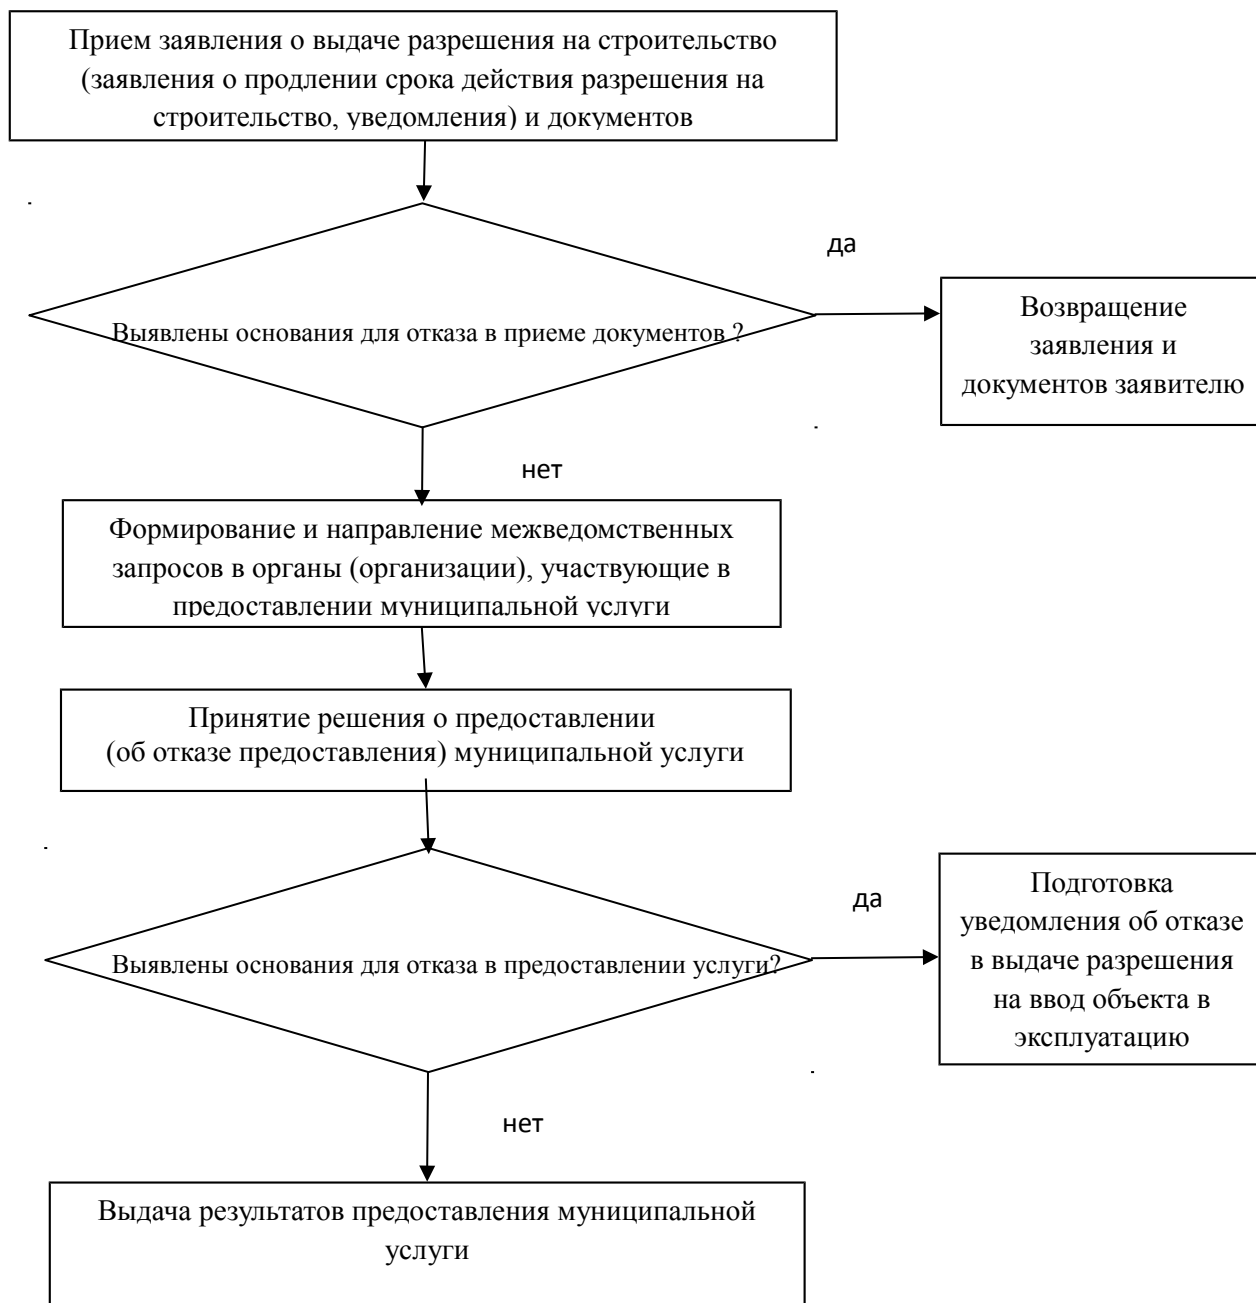 Прием заявления о выдаче разрешения на строительство
(заявления о продлении срока действия разрешения на
строительство, уведомления) и документов
да
Выявлены основания для отказа в приеме документов ?
Возвращение
заявления и
документов заявителю
нет
Формирование и направление межведомственных
запросов в органы (организации), участвующие в
предоставлении муниципальной услуги
Принятие решения о предоставлении
(об отказе предоставления) муниципальной услуги
да
Выявлены основания для отказа в предоставлении услуги?
Подготовка
уведомления об отказе
в выдаче разрешения
на ввод объекта в
эксплуатацию
нет
Выдача результатов предоставления муниципальной
услуги